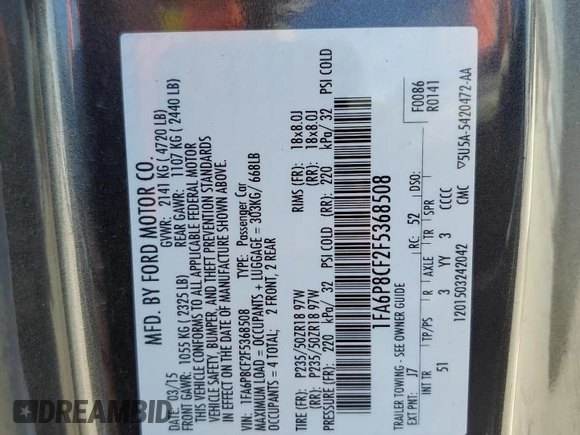 MFD. BY FORD MOTOR CO.
DATE: 03/15 GVWR: 2141 KG ( 4720 LB)
FRONT GAWR: 1055 KG ( 2325 LB) REAR GAWR: 1107 KG ( 2440 LB)
THIS VEHICLE CONFORMS TO ALL APPLICABLE FEDERAL MOTOR
VEHICLE SAFETY, BUMPER, AND THEFT PREVENTION STANDARDS
IN EFFECT ON THE DATE OF MANUFACTURE SHOWN ABOVE.
VIN: 1FA6P8CF2F5368508 TYPE: Passenger Car
MAXIMUM LOAD = OCCUPANTS + LUGGAGE = 303KG/ 668LB
OCCUPANTS = 4 TOTAL; 2 FRONT, 2 REAR
TIRE (FR): P235/50ZR18 97W RIMS (FR): 18x8.0J
(RR): P235/50ZR18 97W (RR): 18x8.0J
PRESSURE (FR): 220 kPa/ 32 PSI COLD (RR): 220 kPa/ 32 PSI COLD
1FA6P8CF2F5368508
F0086
R0141
TRAILER TOWING - SEE OWNER GUIDE
EXT PNT: J7 RC: 52 DSO:
INT TR TP/PS R AXLE TR SPR
51 3 YY 3 CCCC
1201503242042 CMC ▽5U5A-5420472-AA